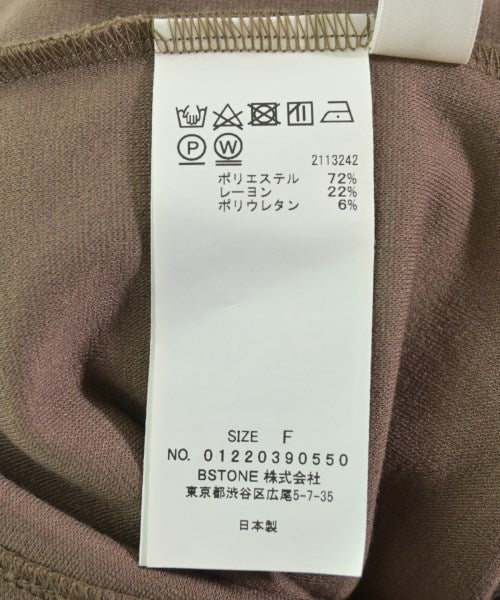 P W
2113242
ポリエステル 72%
レーヨン 22%
ポリウレタン 6%
SIZE F
NO. 01220390550
BSTONE 株式会社
東京都渋谷区広尾5-7-35
日本製